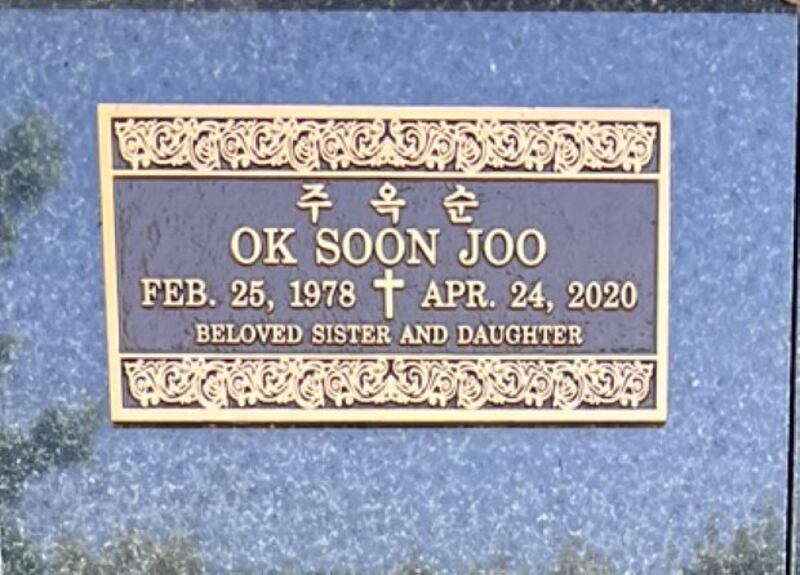 주 옥 순
OK SOON JOO
FEB. 25, 1978 ✝ APR. 24, 2020
BELOVED SISTER AND DAUGHTER